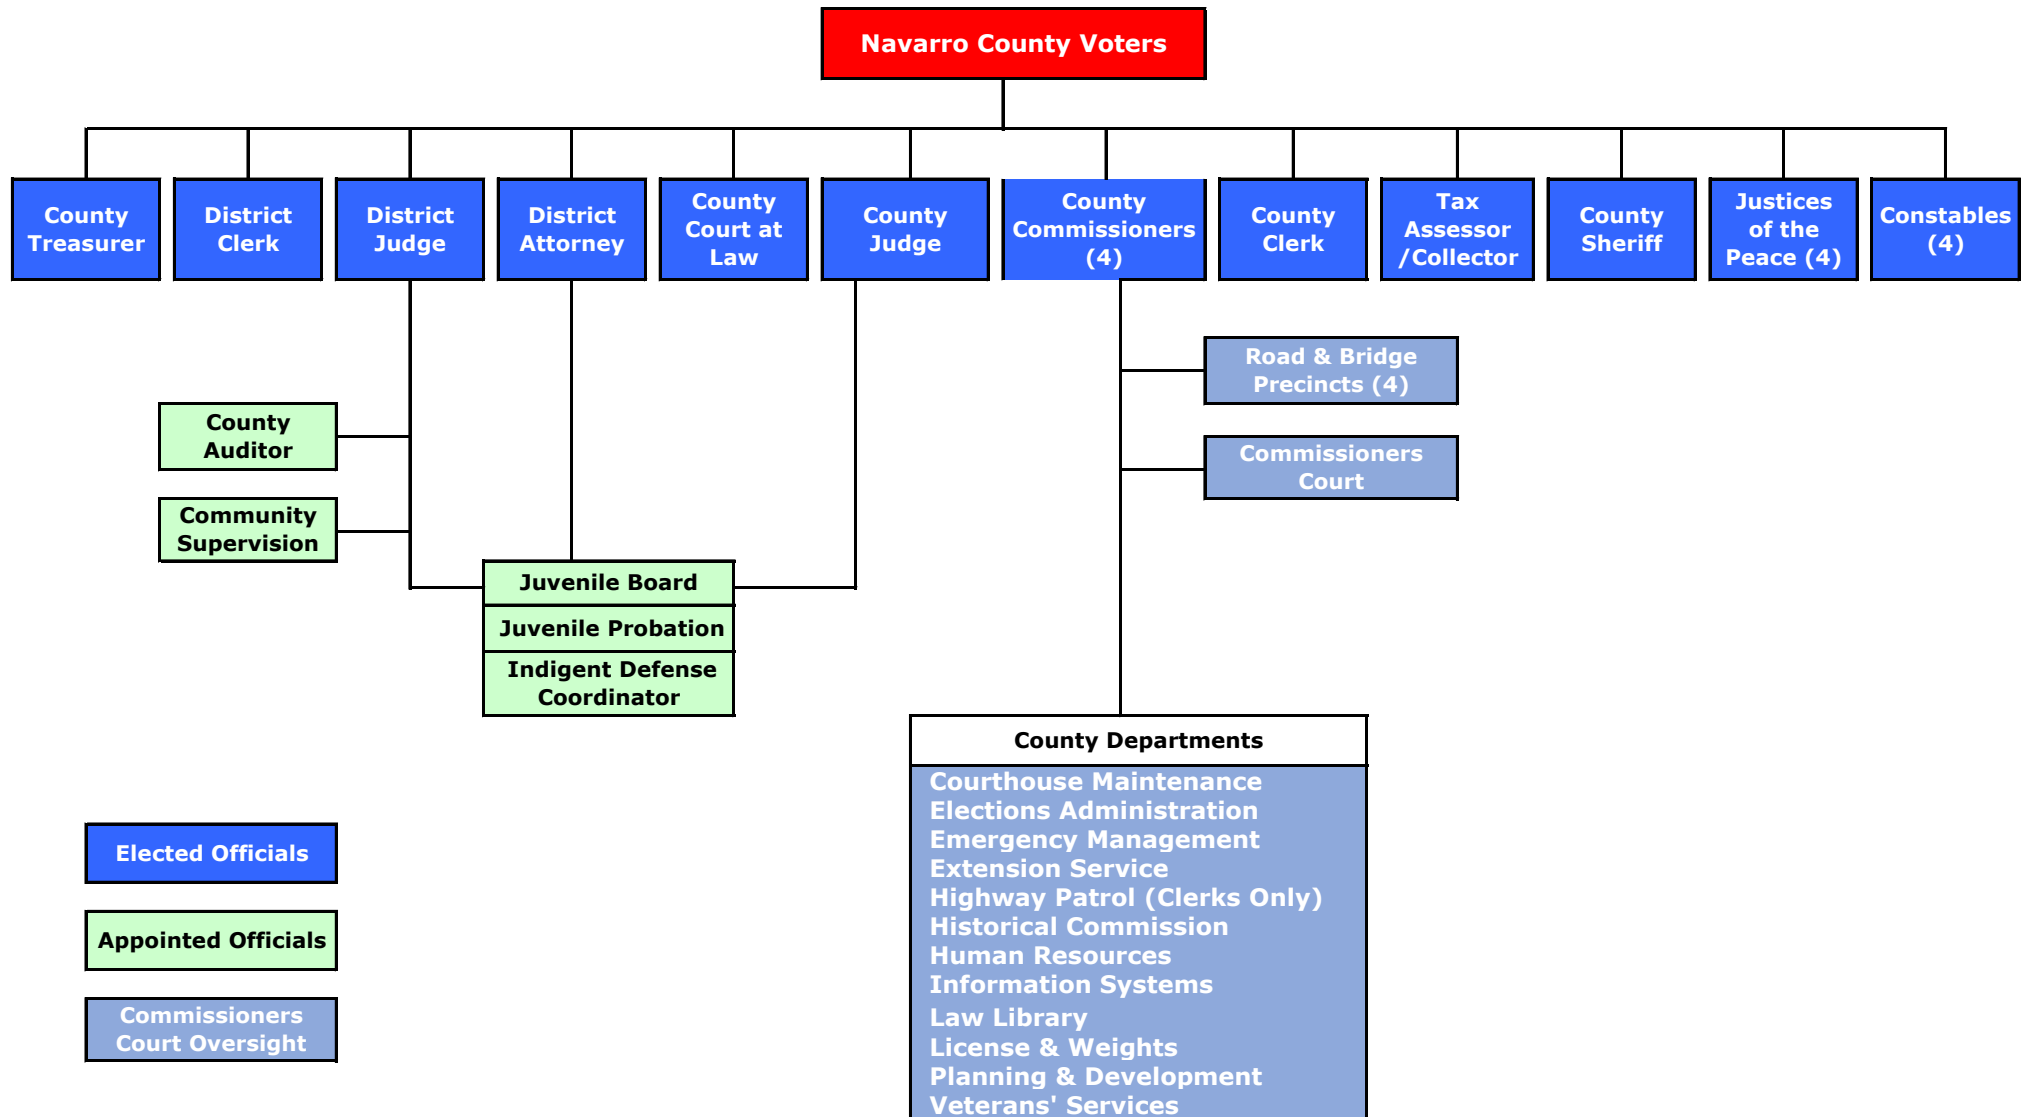 Navarro County Voters
County
Treasurer
District
Clerk
District
Judge
District
Attorney
County
Court at
Law
County
Judge
County
Commissioners
(4)
County
Clerk
Tax
Assessor
/Collector
County
Sheriff
Justices
of the
Peace (4)
Constables
(4)
Road & Bridge
Precincts (4)
County
Auditor
Commissioners
Court
Community
Supervision
Juvenile Board
Juvenile Probation
Indigent Defense
Coordinator
County Departments
Courthouse Maintenance
Elections Administration
Emergency Management
Extension Service
Highway Patrol (Clerks Only)
Historical Commission
Human Resources
Information Systems
Law Library
License & Weights
Planning & Development
Veterans' Services
Elected Officials
Appointed Officials
Commissioners
Court Oversight